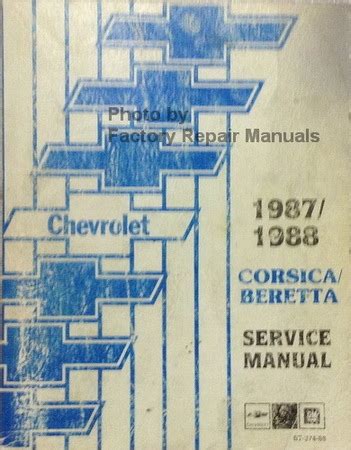 Photo by
Factory Repair Manuals
Chevrolet
1987/
1988
CORSICA/
BERETTA
SERVICE
MANUAL